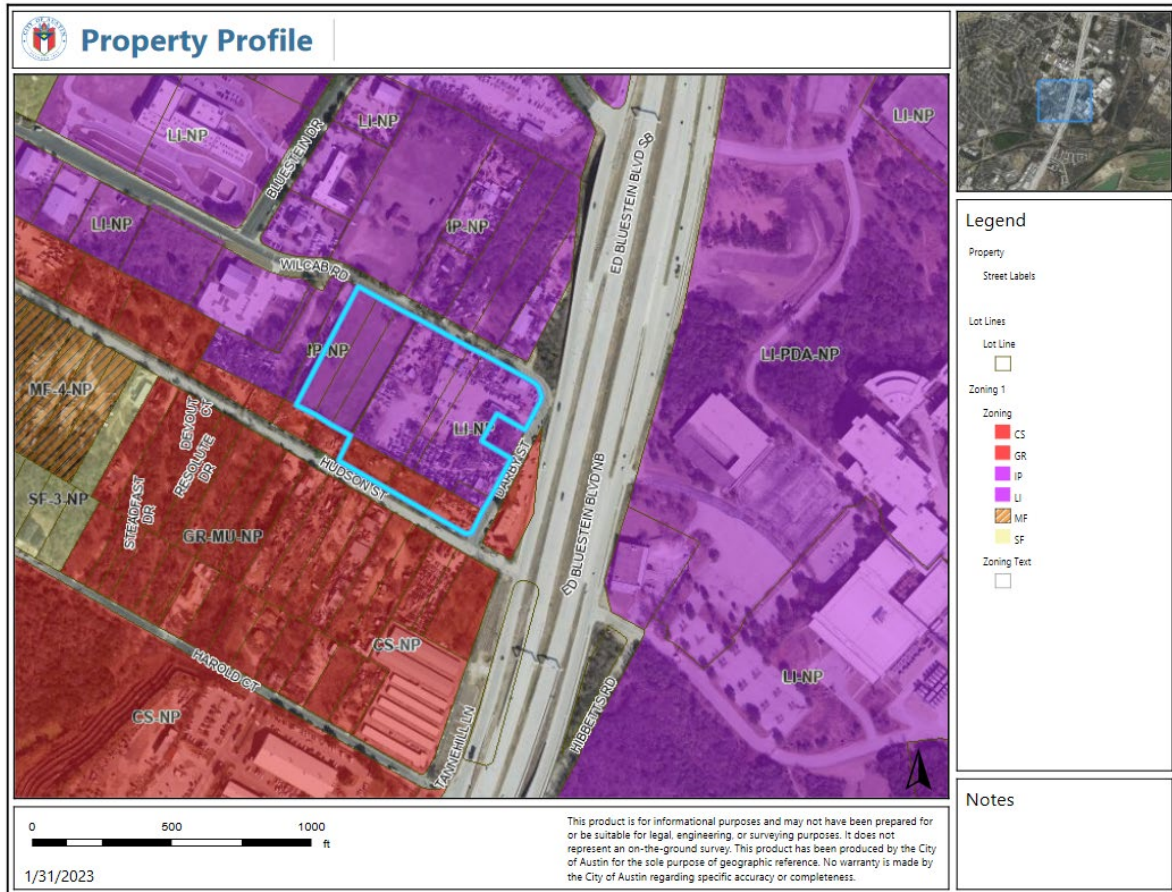 Property Profile
LI-NP
BLUESTEIN DR
LI-NP
ED BLUESTEIN BLVD SB
LI-NP
LI-NP
IP-NP
WILCAB RD
IP-NP
LI-PDA-NP
MF-4-NP
DEVOUT CT
RESOLUTE DR
LI-NP
DARBY ST
HUDSON ST
SF-3-NP
STEADFAST DR
GR-MU-NP
ED BLUESTEIN BLVD NB
CS-NP
HAROLD CT
LI-NP
CS-NP
TANNEHILL LN
HIBBETTS RD
Legend
Property
Street Labels
Lot Lines
Lot Line
Zoning 1
Zoning
CS
GR
IP
LI
MF
SF
Zoning Text
Notes
0 500 1000
ft
1/31/2023
This product is for informational purposes and may not have been prepared for
or be suitable for legal, engineering, or surveying purposes. It does not
represent an on-the-ground survey. This product has been produced by the City
of Austin for the sole purpose of geographic reference. No warranty is made by
the City of Austin regarding specific accuracy or completeness.